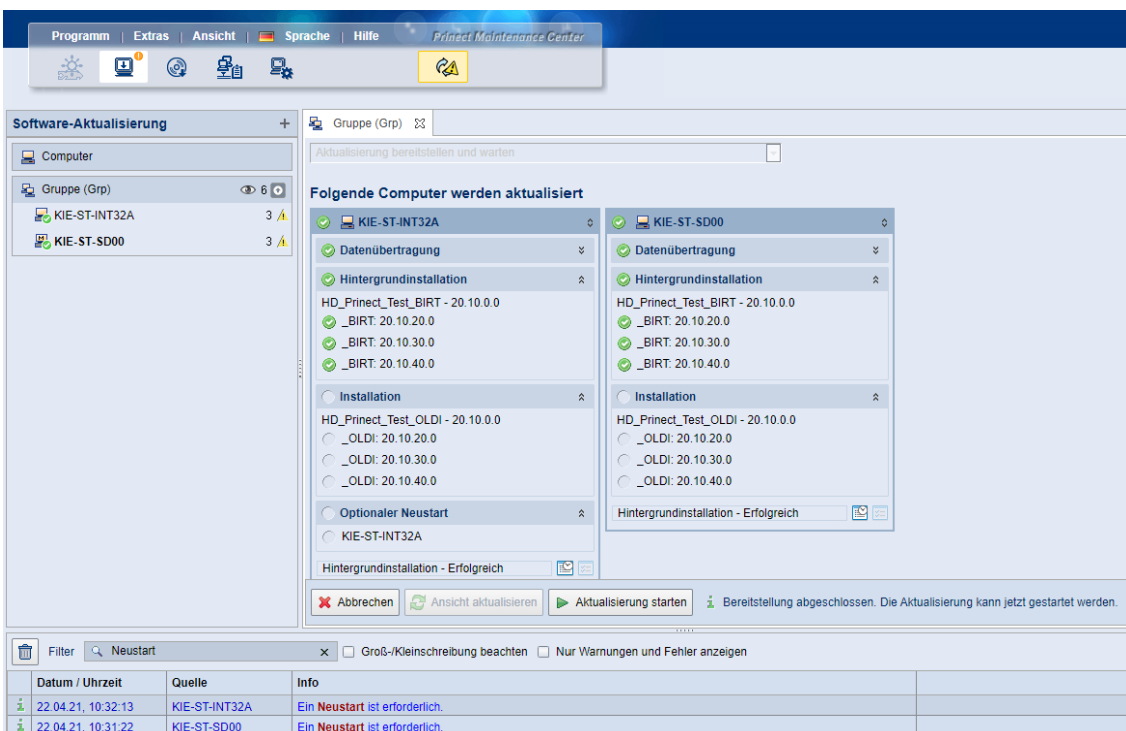 Programm | Extras | Ansicht | Sprache | Hilfe Prinect Maintenance Center
Software-Aktualisierung +
Computer
Gruppe (Grp) 6
KIE-ST-INT32A 3
KIE-ST-SD00 3
Gruppe (Grp)
Aktualisierung bereitstellen und warten
Folgende Computer werden aktualisiert
KIE-ST-INT32A
Datenübertragung
Hintergrundinstallation
HD_Prinect_Test_BIRT - 20.10.0.0
_BIRT: 20.10.20.0
_BIRT: 20.10.30.0
_BIRT: 20.10.40.0
Installation
HD_Prinect_Test_OLDI - 20.10.0.0
_OLDI: 20.10.20.0
_OLDI: 20.10.30.0
_OLDI: 20.10.40.0
Optionaler Neustart
KIE-ST-INT32A
Hintergrundinstallation - Erfolgreich
KIE-ST-SD00
Datenübertragung
Hintergrundinstallation
HD_Prinect_Test_BIRT - 20.10.0.0
_BIRT: 20.10.20.0
_BIRT: 20.10.30.0
_BIRT: 20.10.40.0
Installation
HD_Prinect_Test_OLDI - 20.10.0.0
_OLDI: 20.10.20.0
_OLDI: 20.10.30.0
_OLDI: 20.10.40.0
Hintergrundinstallation - Erfolgreich
Abbrechen Ansicht aktualisieren Aktualisierung starten Bereitstellung abgeschlossen. Die Aktualisierung kann jetzt gestartet werden.
Filter Neustart x Groß-/Kleinschreibung beachten Nur Warnungen und Fehler anzeigen
Datum / Uhrzeit Quelle Info
22.04.21, 10:32:13 KIE-ST-INT32A Ein Neustart ist erforderlich.
22.04.21, 10:31:22 KIE-ST-SD00 Ein Neustart ist erforderlich.